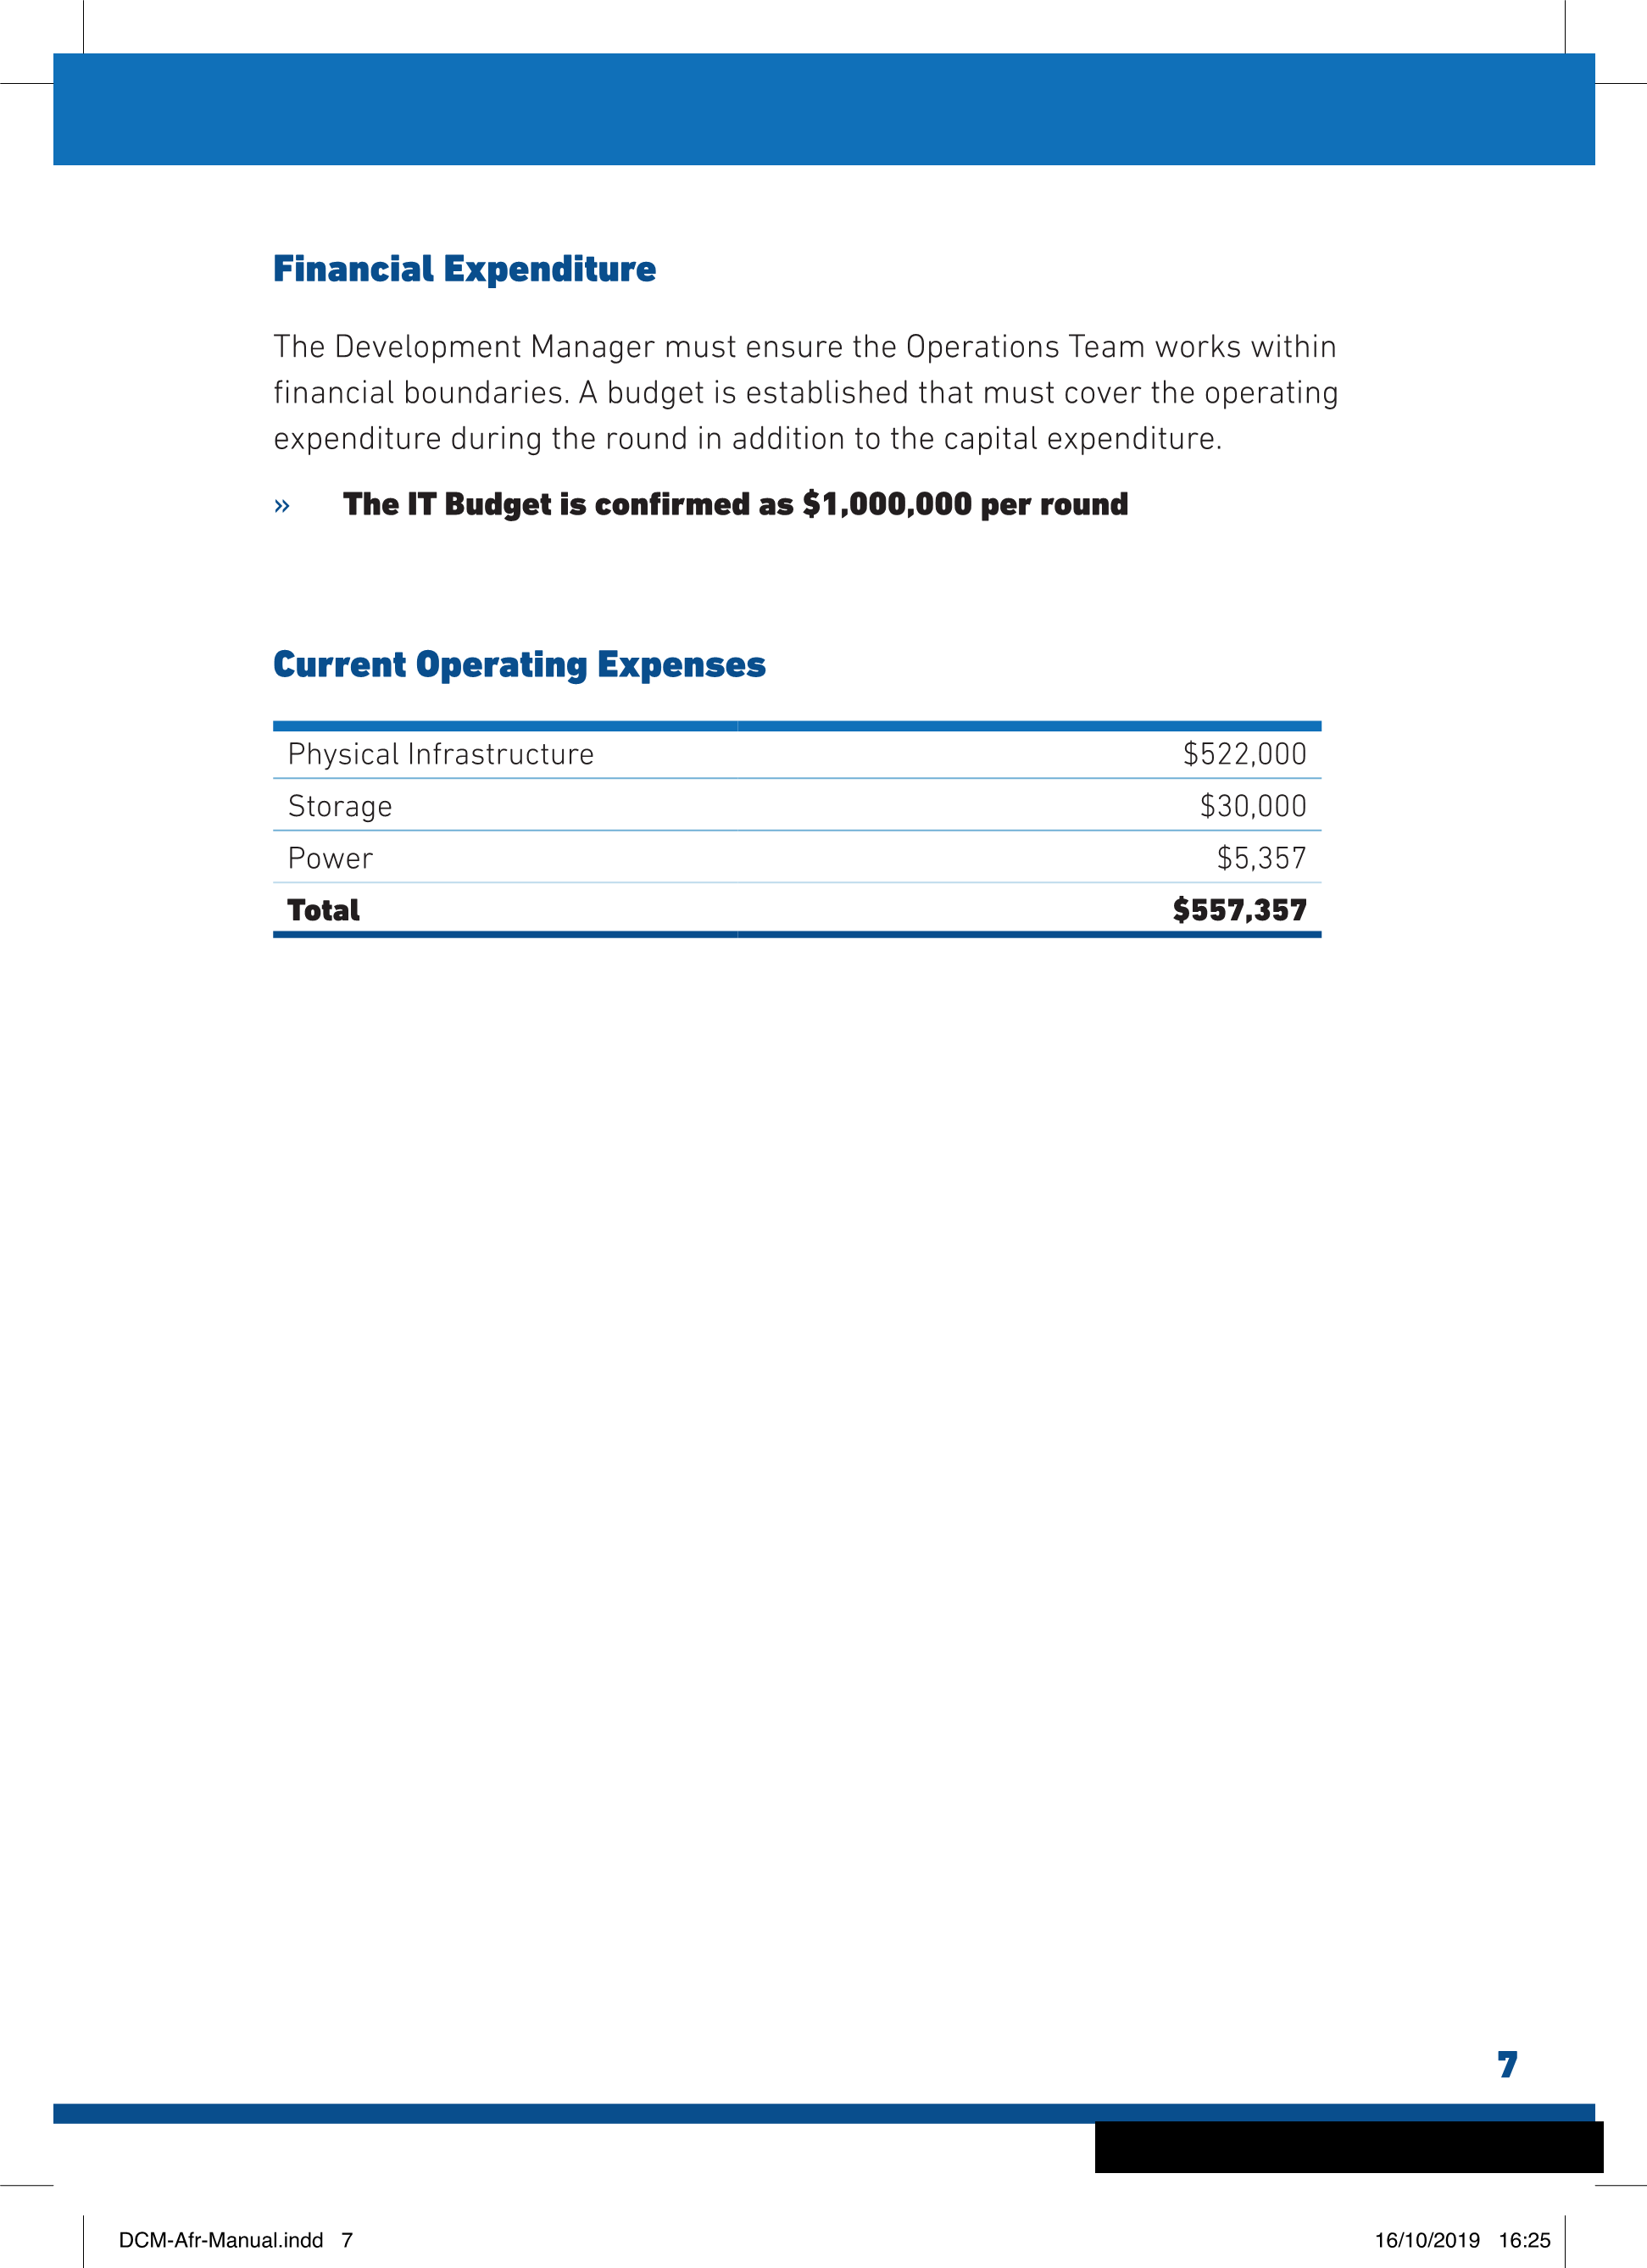 Financial Expenditure
The Development Manager must ensure the Operations Team works within
financial boundaries. A budget is established that must cover the operating
expenditure during the round in addition to the capital expenditure.
» The IT Budget is confirmed as $1,000,000 per round
Current Operating Expenses
Physical Infrastructure $522,000
Storage $30,000
Power $5,357
Total $557,357
7
DCM-Afr-Manual.indd 7 16/10/2019 16:25